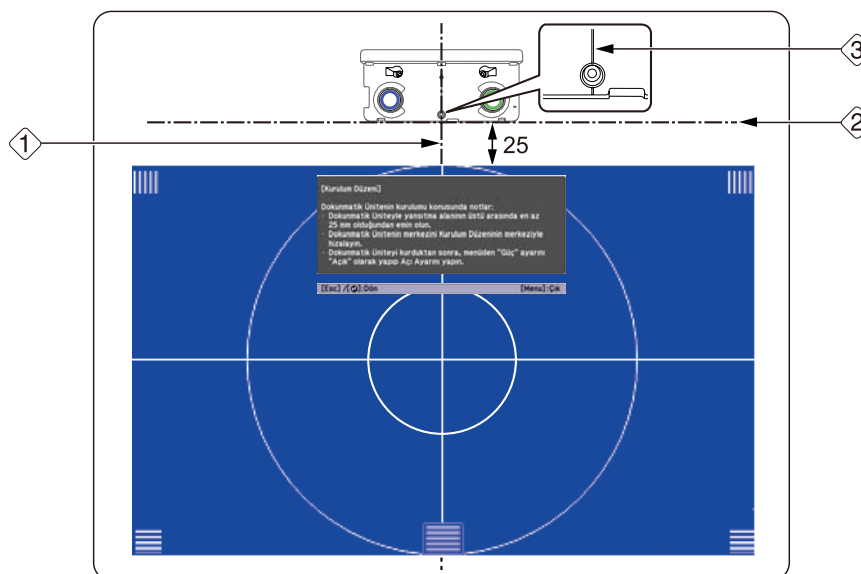 3
2
1
25
[Kurulum Düzeni]
Dokunmatik Ünitenin kurulumu konusunda notlar:
- Dokunmatik Üniteyle yansıtma alanının üstü arasında en az
25 mm olduğundan emin olun.
- Dokunmatik Ünitenin merkezini Kurulum Düzeninin merkeziyle
hizalayın.
- Dokunmatik Üniteyi kurduktan sonra, menüden "Güç" ayarını
"Açık" olarak yapıp Açı Ayarını yapın.
[Esc] /[ ]:Dön [Menu]:Çık